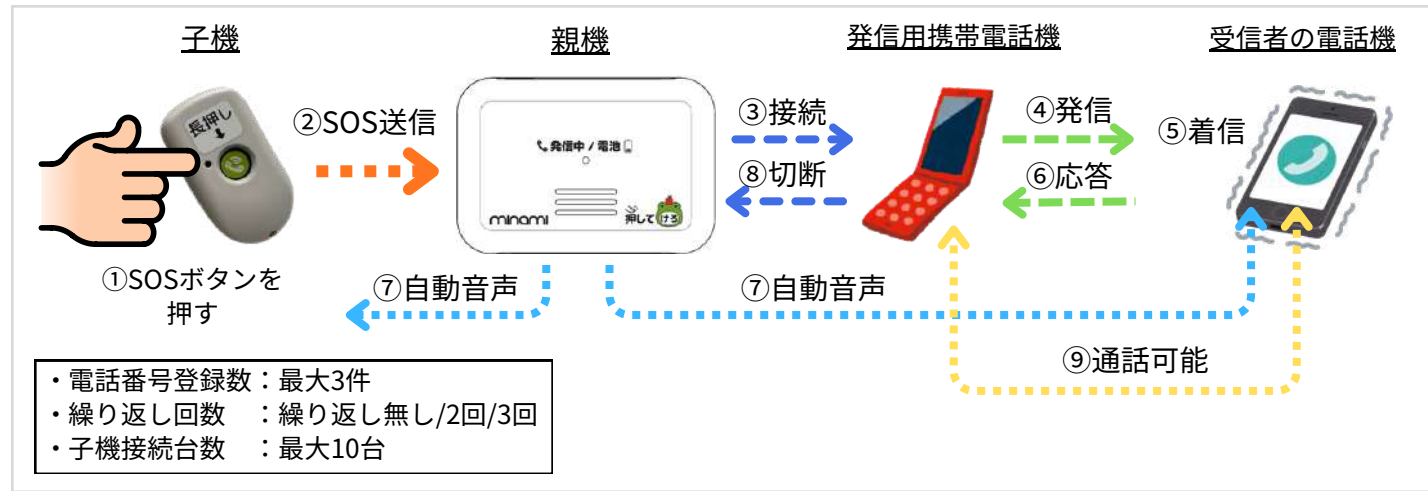 子機
親機
発信用携帯電話機
受信者の電話機
長押し
↓
②SOS送信
発信中 / 電池
minami
押して
けろ
③接続
⑧切断
④発信
⑥応答
⑤着信
①SOSボタンを
押す
⑦自動音声
⑦自動音声
⑨通話可能
・電話番号登録数：最大3件
・繰り返し回数　：繰り返し無し/2回/3回
・子機接続台数　：最大10台